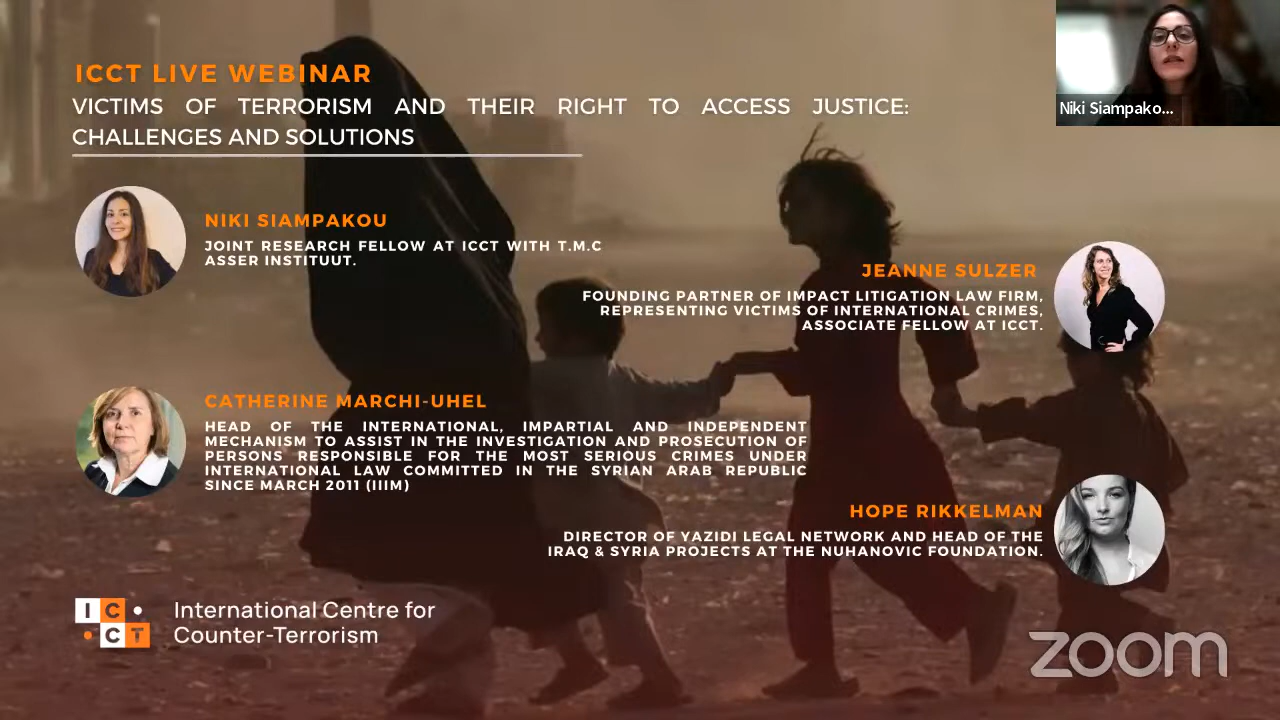 ICCT LIVE WEBINAR
VICTIMS OF TERRORISM AND THEIR RIGHT TO ACCESS JUSTICE:
CHALLENGES AND SOLUTIONS
Niki Siampako...
NIKI SIAMPAKOU
JOINT RESEARCH FELLOW AT ICCT WITH T.M.C
ASSER INSTITUUT.
JEANNE SULZER
FOUNDING PARTNER OF IMPACT LITIGATION LAW FIRM,
REPRESENTING VICTIMS OF INTERNATIONAL CRIMES,
ASSOCIATE FELLOW AT ICCT.
CATHERINE MARCHI-UHEL
HEAD OF THE INTERNATIONAL, IMPARTIAL AND INDEPENDENT
MECHANISM TO ASSIST IN THE INVESTIGATION AND PROSECUTION OF
PERSONS RESPONSIBLE FOR THE MOST SERIOUS CRIMES UNDER
INTERNATIONAL LAW COMMITTED IN THE SYRIAN ARAB REPUBLIC
SINCE MARCH 2011 (IIIM)
HOPE RIKKELMAN
DIRECTOR OF YAZIDI LEGAL NETWORK AND HEAD OF THE
IRAQ & SYRIA PROJECTS AT THE NUHANOVIC FOUNDATION.
IC
CT
International Centre for
Counter-Terrorism
zoom